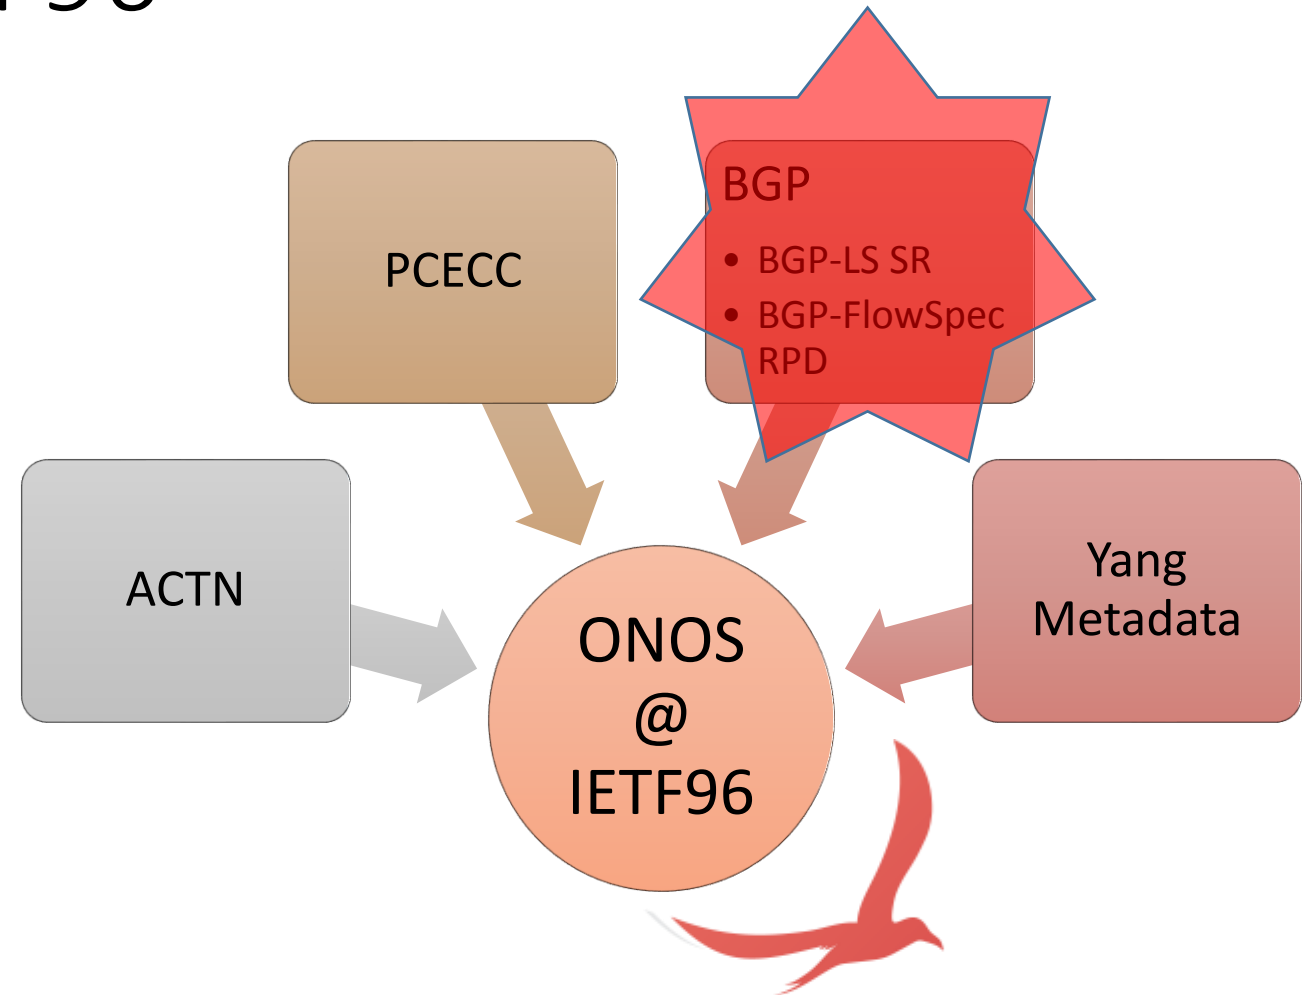 PCECC
BGP
• BGP-LS SR
• BGP-FlowSpec
RPD
ACTN
Yang
Metadata
ONOS
@
IETF96